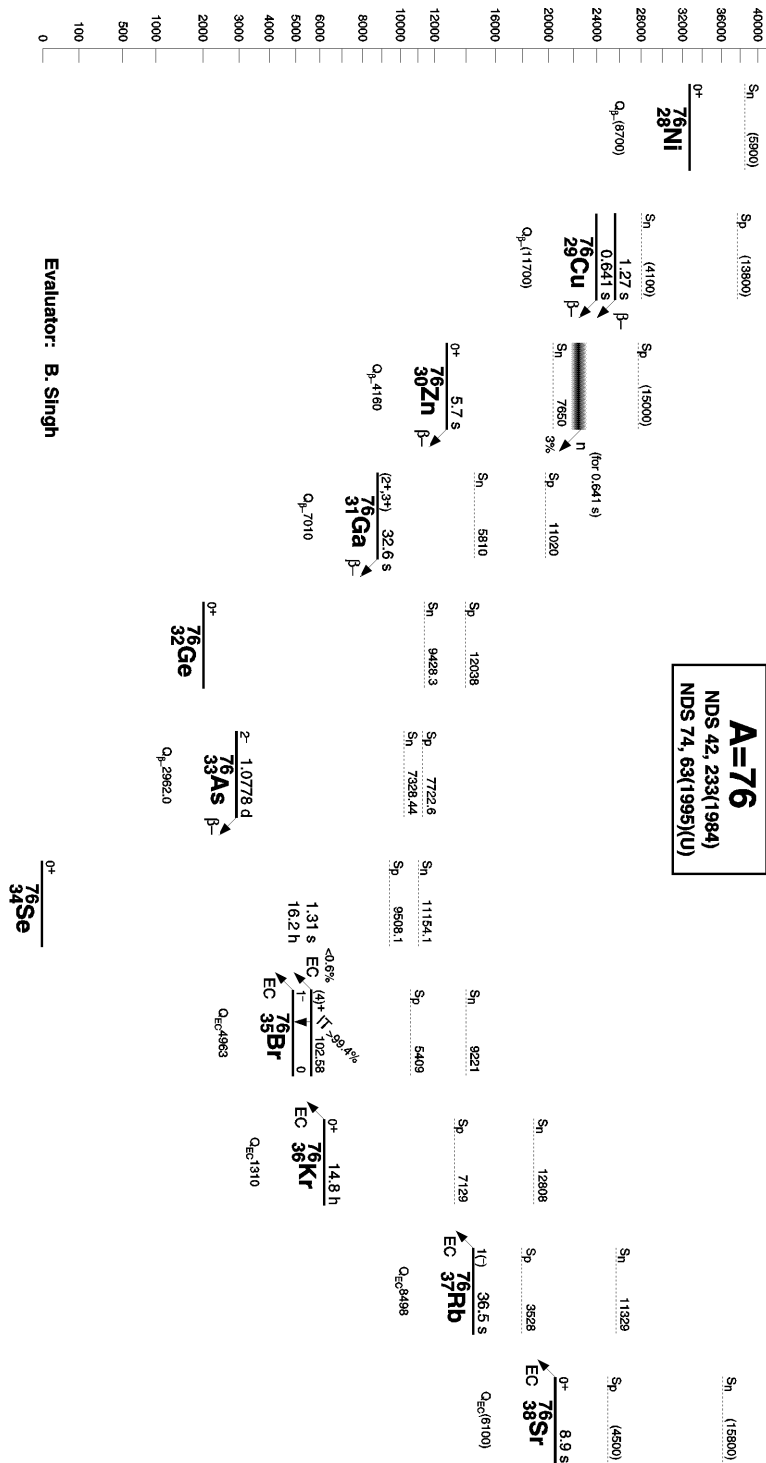 A=76
NDS 42, 233(1984)
NDS 74, 63(1995)(U)
40000
36000
32000
28000
24000
20000
16000
12000
10000
8000
6000
4000
3000
2000
1000
500
100
0
Sn (5900)
0+
76 28Ni
Qβ–(8700)
Sp (13800)
Sn (4100)
1.27 s β–
0.641 s β–
76 29Cu
Qβ–(11700)
Sp (15000)
(for 0.641 s)
n
3%
Sn 7650
0+ 5.7 s
β–
76 30Zn
Qβ–4160
Sp 11020
Sn 5810
(2+,3+) 32.6 s
β–
76 31Ga
Qβ–7010
Sp 12038
Sn 9428.3
0+
76 32Ge
Sp 7722.6
Sn 7328.44
2– 1.0778 d
β–
76 33As
Qβ–2962.0
Sn 11154.1
Sp 9508.1
0+
76 34Se
Sn 9221
Sp 5409
1.31 s
16.2 h
<0.6%
EC
(4)+ 102.58
IT >99.4%
1– 0
EC
76 35Br
QEC4963
Sn 12808
Sp 7129
0+ 14.8 h
EC
76 36Kr
QEC1310
Sn 11329
Sp 3528
1(–) 36.5 s
EC
76 37Rb
QEC8498
Sn (15800)
Sp (4500)
0+ 8.9 s
EC
76 38Sr
QEC(6100)
Evaluator: B. Singh